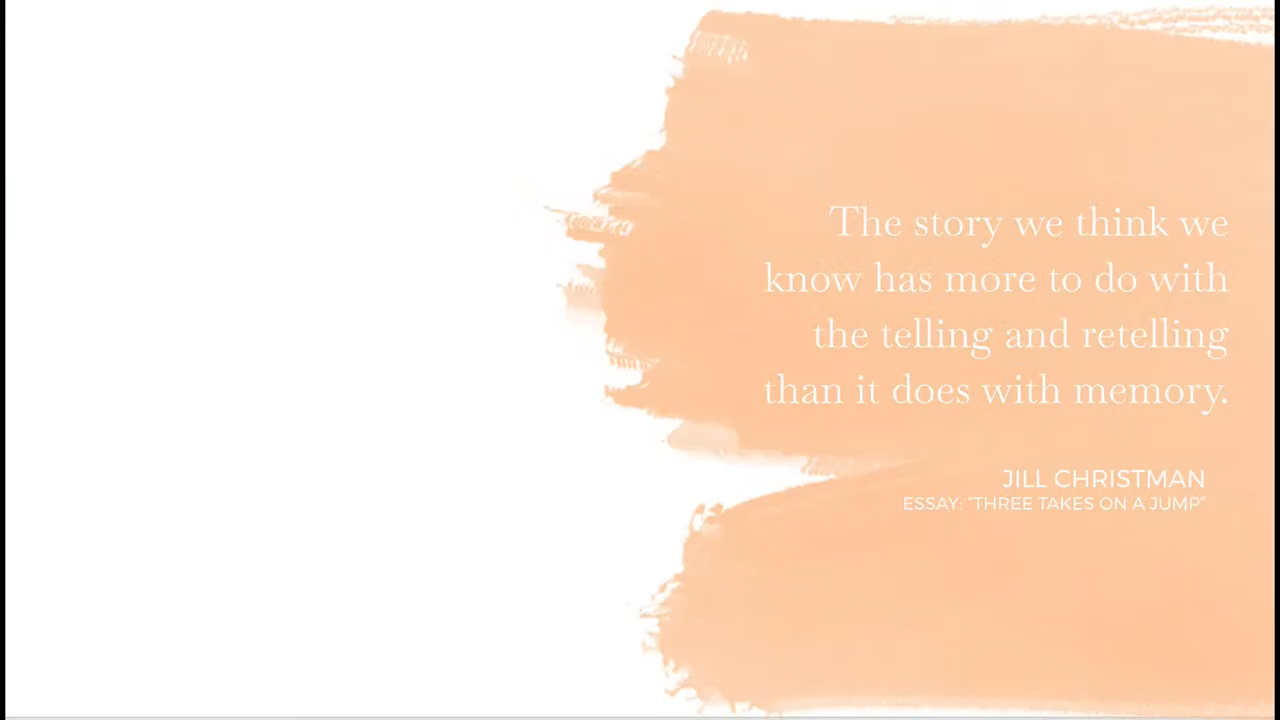 The story we think we
know has more to do with
the telling and retelling
than it does with memory.
JILL CHRISTMAN
ESSAY: "THREE TAKES ON A JUMP"